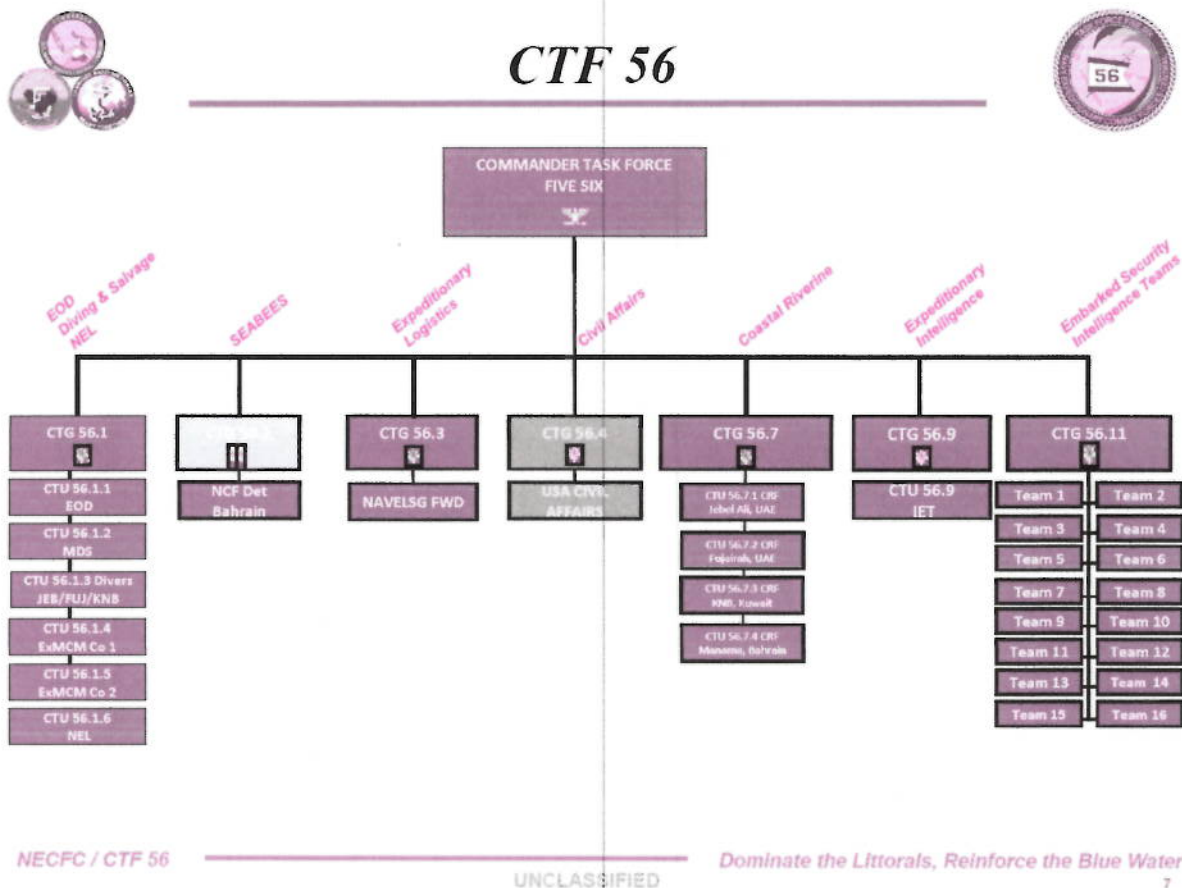 CTF 56
56
COMMANDER TASK FORCE
FIVE SIX
EOD
Diving & Salvage
NEL
SEABEES
Expeditionary
Logistics
Civil Affairs
Coastal Riverine
Expeditionary
Intelligence
Embarked Security
Intelligence Teams
CTG 56.1
CTU 56.1.1
EOD
CTU 56.1.2
MDS
CTU 56.1.3 Divers
JEB/FUJ/KNB
CTU 56.1.4
ExMCM Co 1
CTU 56.1.5
ExMCM Co 2
CTU 56.1.6
NEL
NCF Det
Bahrain
CTG 56.3
NAVELSG FWD
CTG 56.4
USA CIVIL
AFFAIRS
CTG 56.7
CTU 56.7.1 CRF
Jebel Ali, UAE
CTU 56.7.2 CRF
Fujairah, UAE
CTU 56.7.3 CRF
KNB, Kuwait
CTU 56.7.4 CRF
Manama, Bahrain
CTG 56.9
CTU 56.9
IET
CTG 56.11
Team 1 Team 2
Team 3 Team 4
Team 5 Team 6
Team 7 Team 8
Team 9 Team 10
Team 11 Team 12
Team 13 Team 14
Team 15 Team 16
NECFC / CTF 56
UNCLASSIFIED
Dominate the Littorals, Reinforce the Blue Water
7